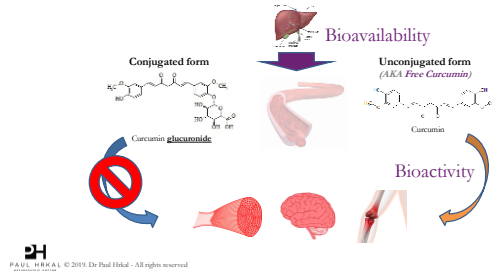 Bioavailability
Conjugated form
Unconjugated form
(AKA Free Curcumin)
Curcumin glucuronide
Curcumin
Bioactivity
PH
PAUL HRKAL
© 2019. Dr Paul Hrkal - All rights reserved